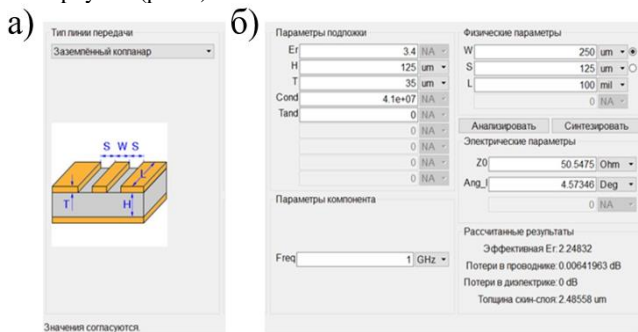 а)
Тип линии передачи
Заземлённый копланар
S W S
L
T
H
Значения согласуются.
б)
Параметры подложки
Er 3.4 NA
H 125 um
T 35 um
Cond 4.1e+07 NA
Tand 0 NA
0 NA
0 NA
0 NA
0 NA
Параметры компонента
Freq 1 GHz
Физические параметры
W 250 um
S 125 um
L 100 mil
0 NA
Анализировать Синтезировать
Электрические параметры
Z0 50.5475 Ohm
Ang_l 4.57346 Deg
0 NA
Рассчитанные результаты
Эффективная Er: 2.24832
Потери в проводнике: 0.00641963 dB
Потери в диэлектрике: 0 dB
Толщина скин-слоя: 2.48558 um